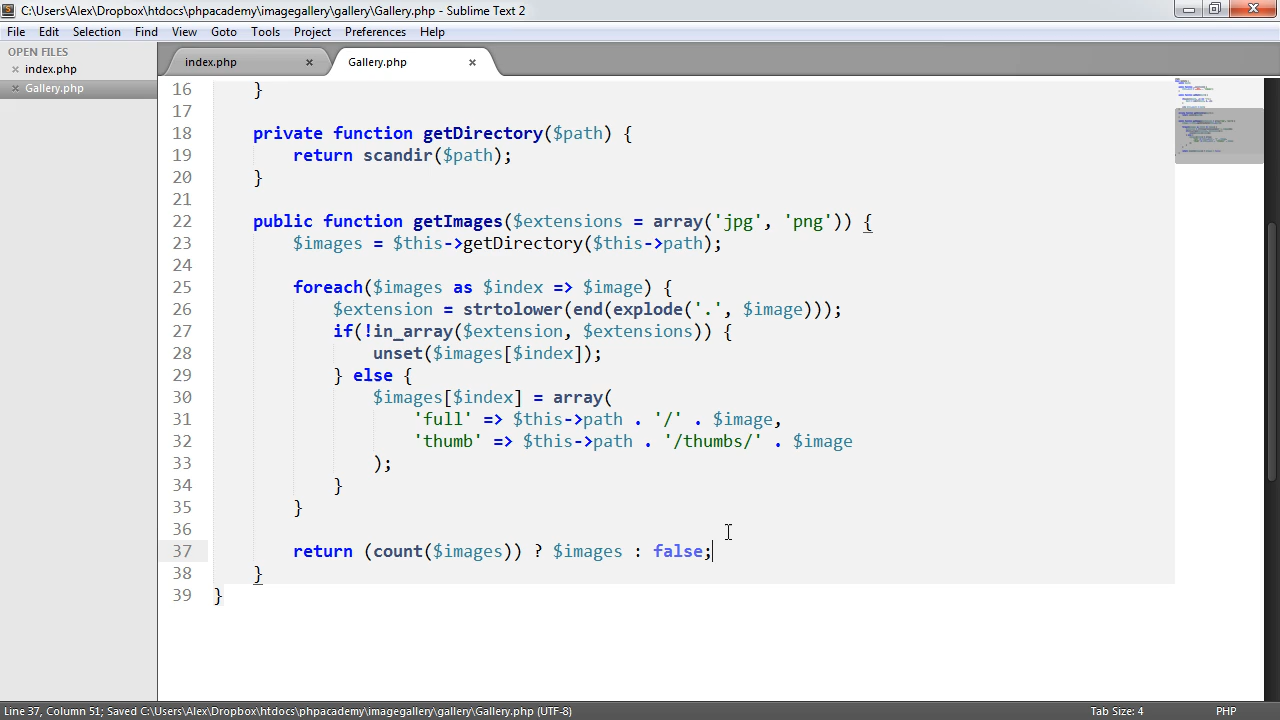 C:\Users\Alex\Dropbox\htdocs\phpacademy\imagegallery\gallery\Gallery.php - Sublime Text 2
File Edit Selection Find View Goto Tools Project Preferences Help
OPEN FILES
× index.php
× Gallery.php
index.php × Gallery.php ×
16     }
17
18     private function getDirectory($path) {
19         return scandir($path);
20     }
21
22     public function getImages($extensions = array('jpg', 'png')) {
23         $images = $this->getDirectory($this->path);
24
25         foreach($images as $index => $image) {
26             $extension = strtolower(end(explode('.', $image)));
27             if(!in_array($extension, $extensions)) {
28                 unset($images[$index]);
29             } else {
30                 $images[$index] = array(
31                     'full' => $this->path . '/' . $image,
32                     'thumb' => $this->path . '/thumbs/' . $image
33                 );
34             }
35         }
36
37         return (count($images)) ? $images : false;
38     }
39 }
Line 37, Column 51; Saved C:\Users\Alex\Dropbox\htdocs\phpacademy\imagegallery\gallery\Gallery.php (UTF-8) Tab Size: 4 PHP